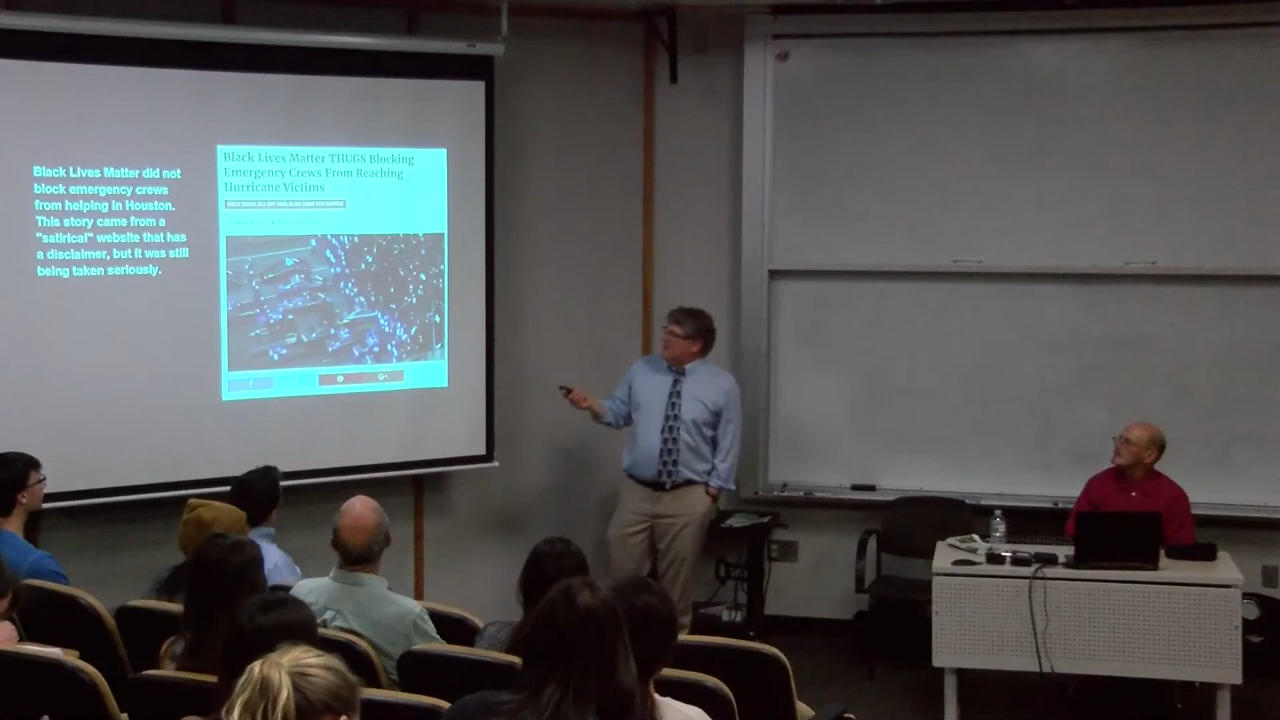 Black Lives Matter did not
block emergency crews
from helping in Houston.
This story came from a
"satirical" website that has
a disclaimer, but it was still
being taken seriously.
Black Lives Matter THUGS Blocking
Emergency Crews From Reaching
Hurricane Victims
f
G+